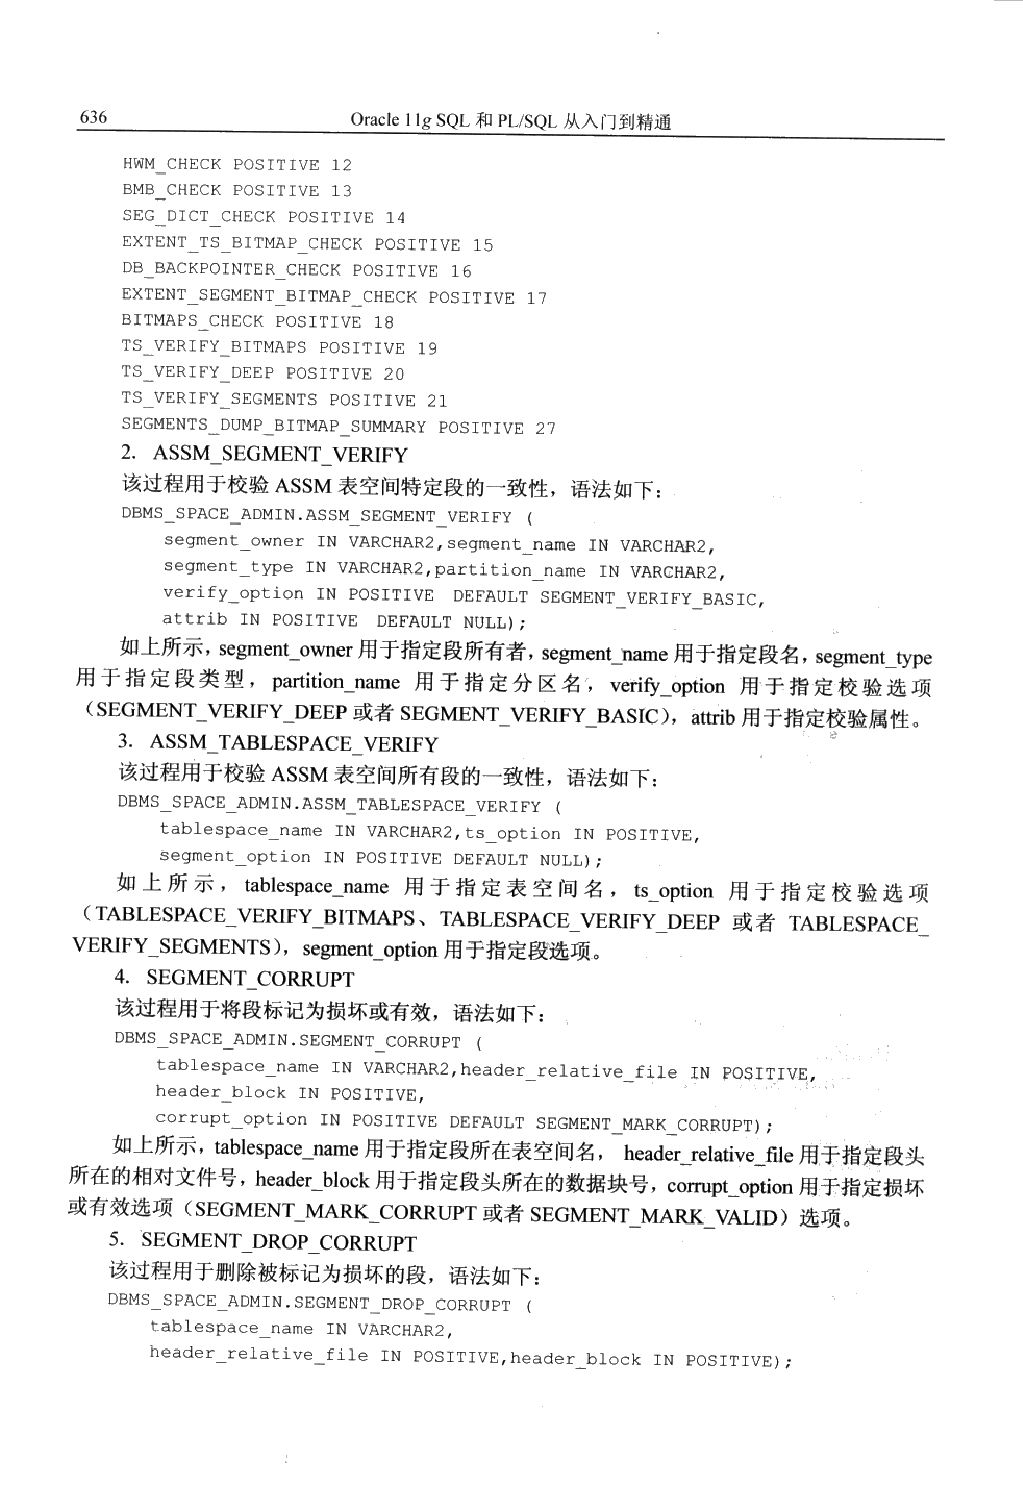 636
Oracle 11g SQL 和 PL/SQL 从入门到精通
HWM_CHECK POSITIVE 12
BMB_CHECK POSITIVE 13
SEG_DICT_CHECK POSITIVE 14
EXTENT_TS_BITMAP_CHECK POSITIVE 15
DB_BACKPOINTER_CHECK POSITIVE 16
EXTENT_SEGMENT_BITMAP_CHECK POSITIVE 17
BITMAPS_CHECK POSITIVE 18
TS_VERIFY_BITMAPS POSITIVE 19
TS_VERIFY_DEEP POSITIVE 20
TS_VERIFY_SEGMENTS POSITIVE 21
SEGMENTS_DUMP_BITMAP_SUMMARY POSITIVE 27
2. ASSM_SEGMENT_VERIFY
该过程用于校验 ASSM 表空间特定段的一致性，语法如下：
DBMS_SPACE_ADMIN.ASSM_SEGMENT_VERIFY (
segment_owner IN VARCHAR2,segment_name IN VARCHAR2,
segment_type IN VARCHAR2,partition_name IN VARCHAR2,
verify_option IN POSITIVE DEFAULT SEGMENT_VERIFY_BASIC,
attrib IN POSITIVE DEFAULT NULL);
如上所示，segment_owner 用于指定段所有者，segment_name 用于指定段名，segment_type
用于指定段类型，partition_name 用于指定分区名，verify_option 用于指定校验选项
（SEGMENT_VERIFY_DEEP 或者 SEGMENT_VERIFY_BASIC），attrib 用于指定校验属性。
3. ASSM_TABLESPACE_VERIFY
该过程用于校验 ASSM 表空间所有段的一致性，语法如下：
DBMS_SPACE_ADMIN.ASSM_TABLESPACE_VERIFY (
tablespace_name IN VARCHAR2,ts_option IN POSITIVE,
segment_option IN POSITIVE DEFAULT NULL);
如上所示，tablespace_name 用于指定表空间名，ts_option 用于指定校验选项
（TABLESPACE_VERIFY_BITMAPS、TABLESPACE_VERIFY_DEEP 或者 TABLESPACE_
VERIFY_SEGMENTS），segment_option 用于指定段选项。
4. SEGMENT_CORRUPT
该过程用于将段标记为损坏或有效，语法如下：
DBMS_SPACE_ADMIN.SEGMENT_CORRUPT (
tablespace_name IN VARCHAR2,header_relative_file IN POSITIVE,
header_block IN POSITIVE,
corrupt_option IN POSITIVE DEFAULT SEGMENT_MARK_CORRUPT);
如上所示，tablespace_name 用于指定段所在表空间名， header_relative_file 用于指定段头
所在的相对文件号，header_block 用于指定段头所在的数据块号，corrupt_option 用于指定损坏
或有效选项（SEGMENT_MARK_CORRUPT 或者 SEGMENT_MARK_VALID）选项。
5. SEGMENT_DROP_CORRUPT
该过程用于删除被标记为损坏的段，语法如下：
DBMS_SPACE_ADMIN.SEGMENT_DROP_CORRUPT (
tablespace_name IN VARCHAR2,
header_relative_file IN POSITIVE,header_block IN POSITIVE);